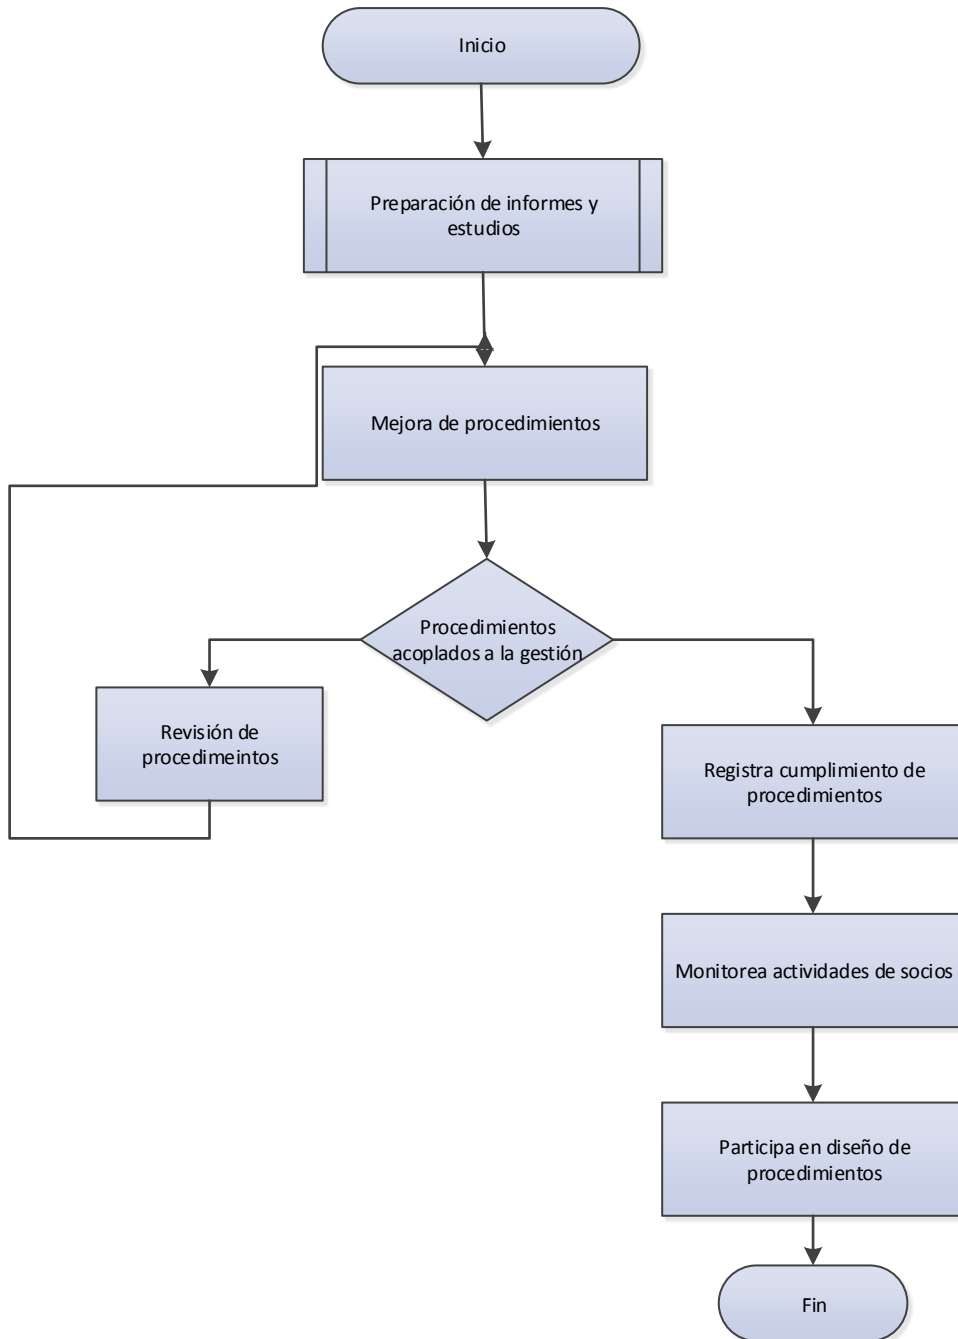 Inicio
Preparación de informes y
estudios
Mejora de procedimientos
Procedimientos
acoplados a la gestión
Revisión de
procedimeintos
Registra cumplimiento de
procedimientos
Monitorea actividades de socios
Participa en diseño de
procedimientos
Fin